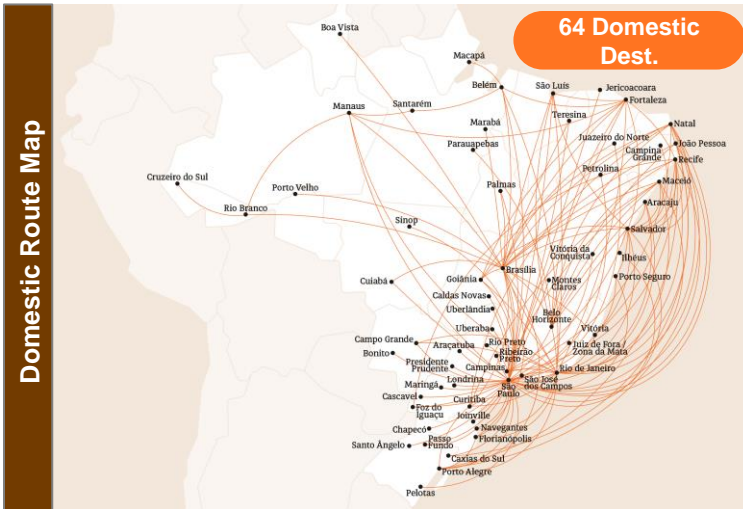 Domestic Route Map
64 Domestic
Dest.
Boa Vista
Macapá
Belém
São Luís
Jericoacoara
Fortaleza
Manaus
Santarém
Teresina
Natal
Marabá
Juazeiro do Norte
João Pessoa
Parauapebas
Campina
Grande
Recife
Cruzeiro do Sul
Porto Velho
Palmas
Petrolina
Maceió
Rio Branco
Aracaju
Sinop
Salvador
Vitória da
Conquista
Ilhéus
Brasília
Cuiabá
Goiânia
Montes
Claros
Porto Seguro
Caldas Novas
Uberlândia
Belo
Horizonte
Uberaba
Vitória
Campo Grande
Araçatuba
Rio Preto
Juiz de Fora /
Zona da Mata
Bonito
Ribeirão
Preto
Presidente
Prudente
Campinas
Rio de Janeiro
Maringá
Londrina
São
Paulo
São José
dos Campos
Cascavel
Curitiba
Foz do
Iguaçu
Joinville
Chapecó
Navegantes
Santo Ângelo
Passo
Fundo
Florianópolis
Caxias do Sul
Porto Alegre
Pelotas